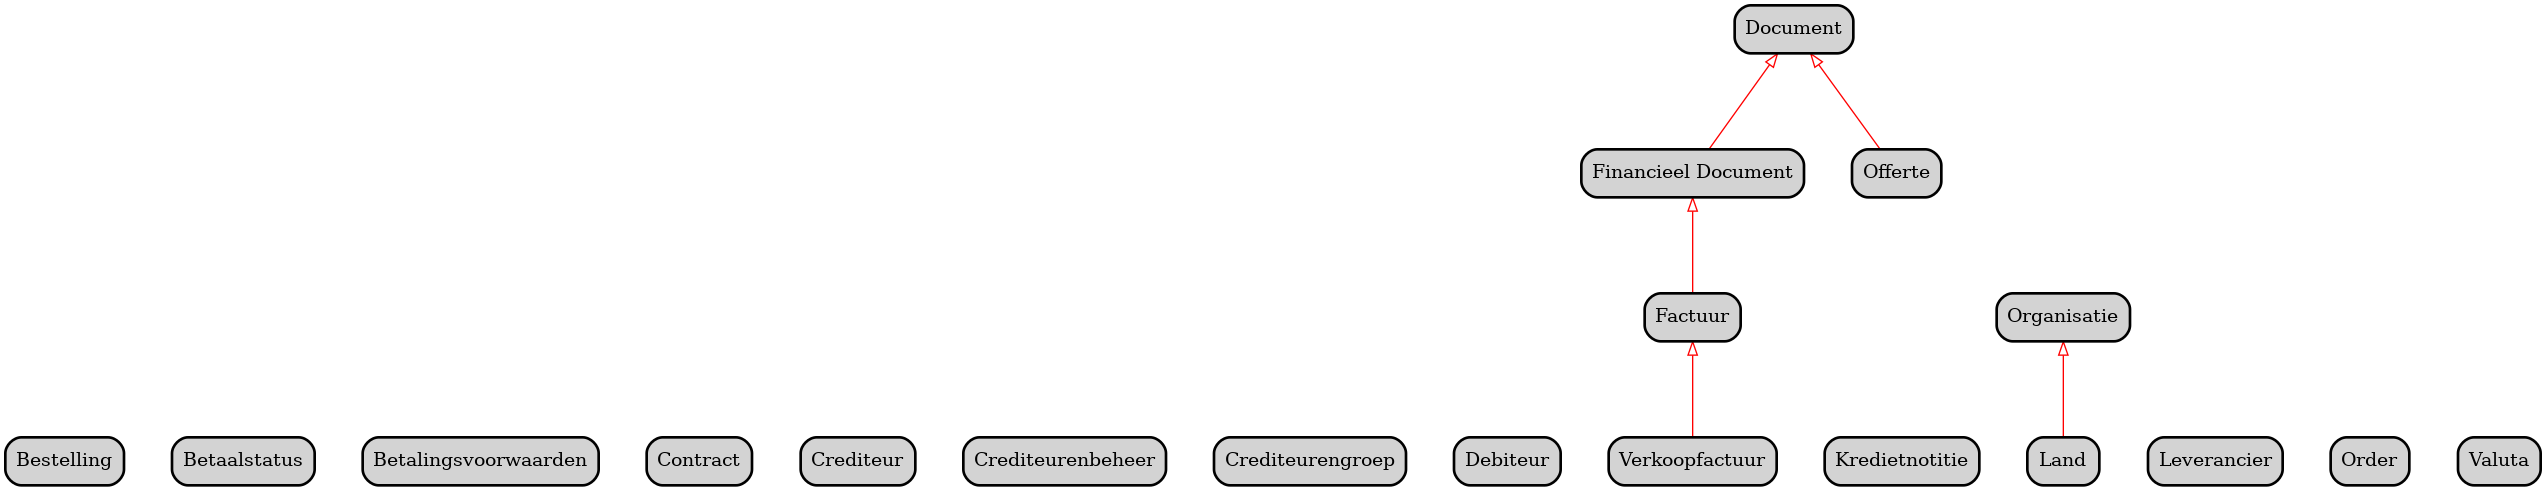 Document
Financieel Document
Offerte
Factuur
Organisatie
Bestelling
Betaalstatus
Betalingsvoorwaarden
Contract
Crediteur
Crediteurenbeheer
Crediteurengroep
Debiteur
Verkoopfactuur
Kredietnotitie
Land
Leverancier
Order
Valuta